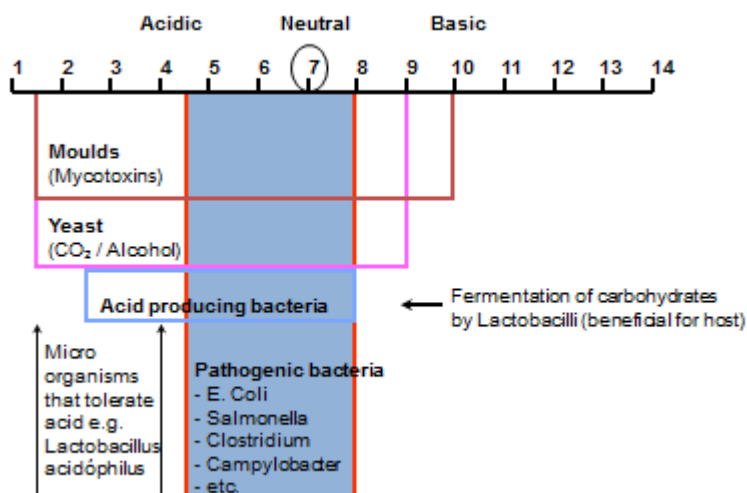 Acidic Neutral Basic
1 2 3 4 5 6 7 8 9 10 11 12 13 14
Moulds
(Mycotoxins)
Yeast
(CO₂ / Alcohol)
Acid producing bacteria
Fermentation of carbohydrates
by Lactobacilli (beneficial for host)
Micro
organisms
that tolerate
acid e.g.
Lactobacillus
acidóphilus
Pathogenic bacteria
- E. Coli
- Salmonella
- Clostridium
- Campylobacter
- etc.